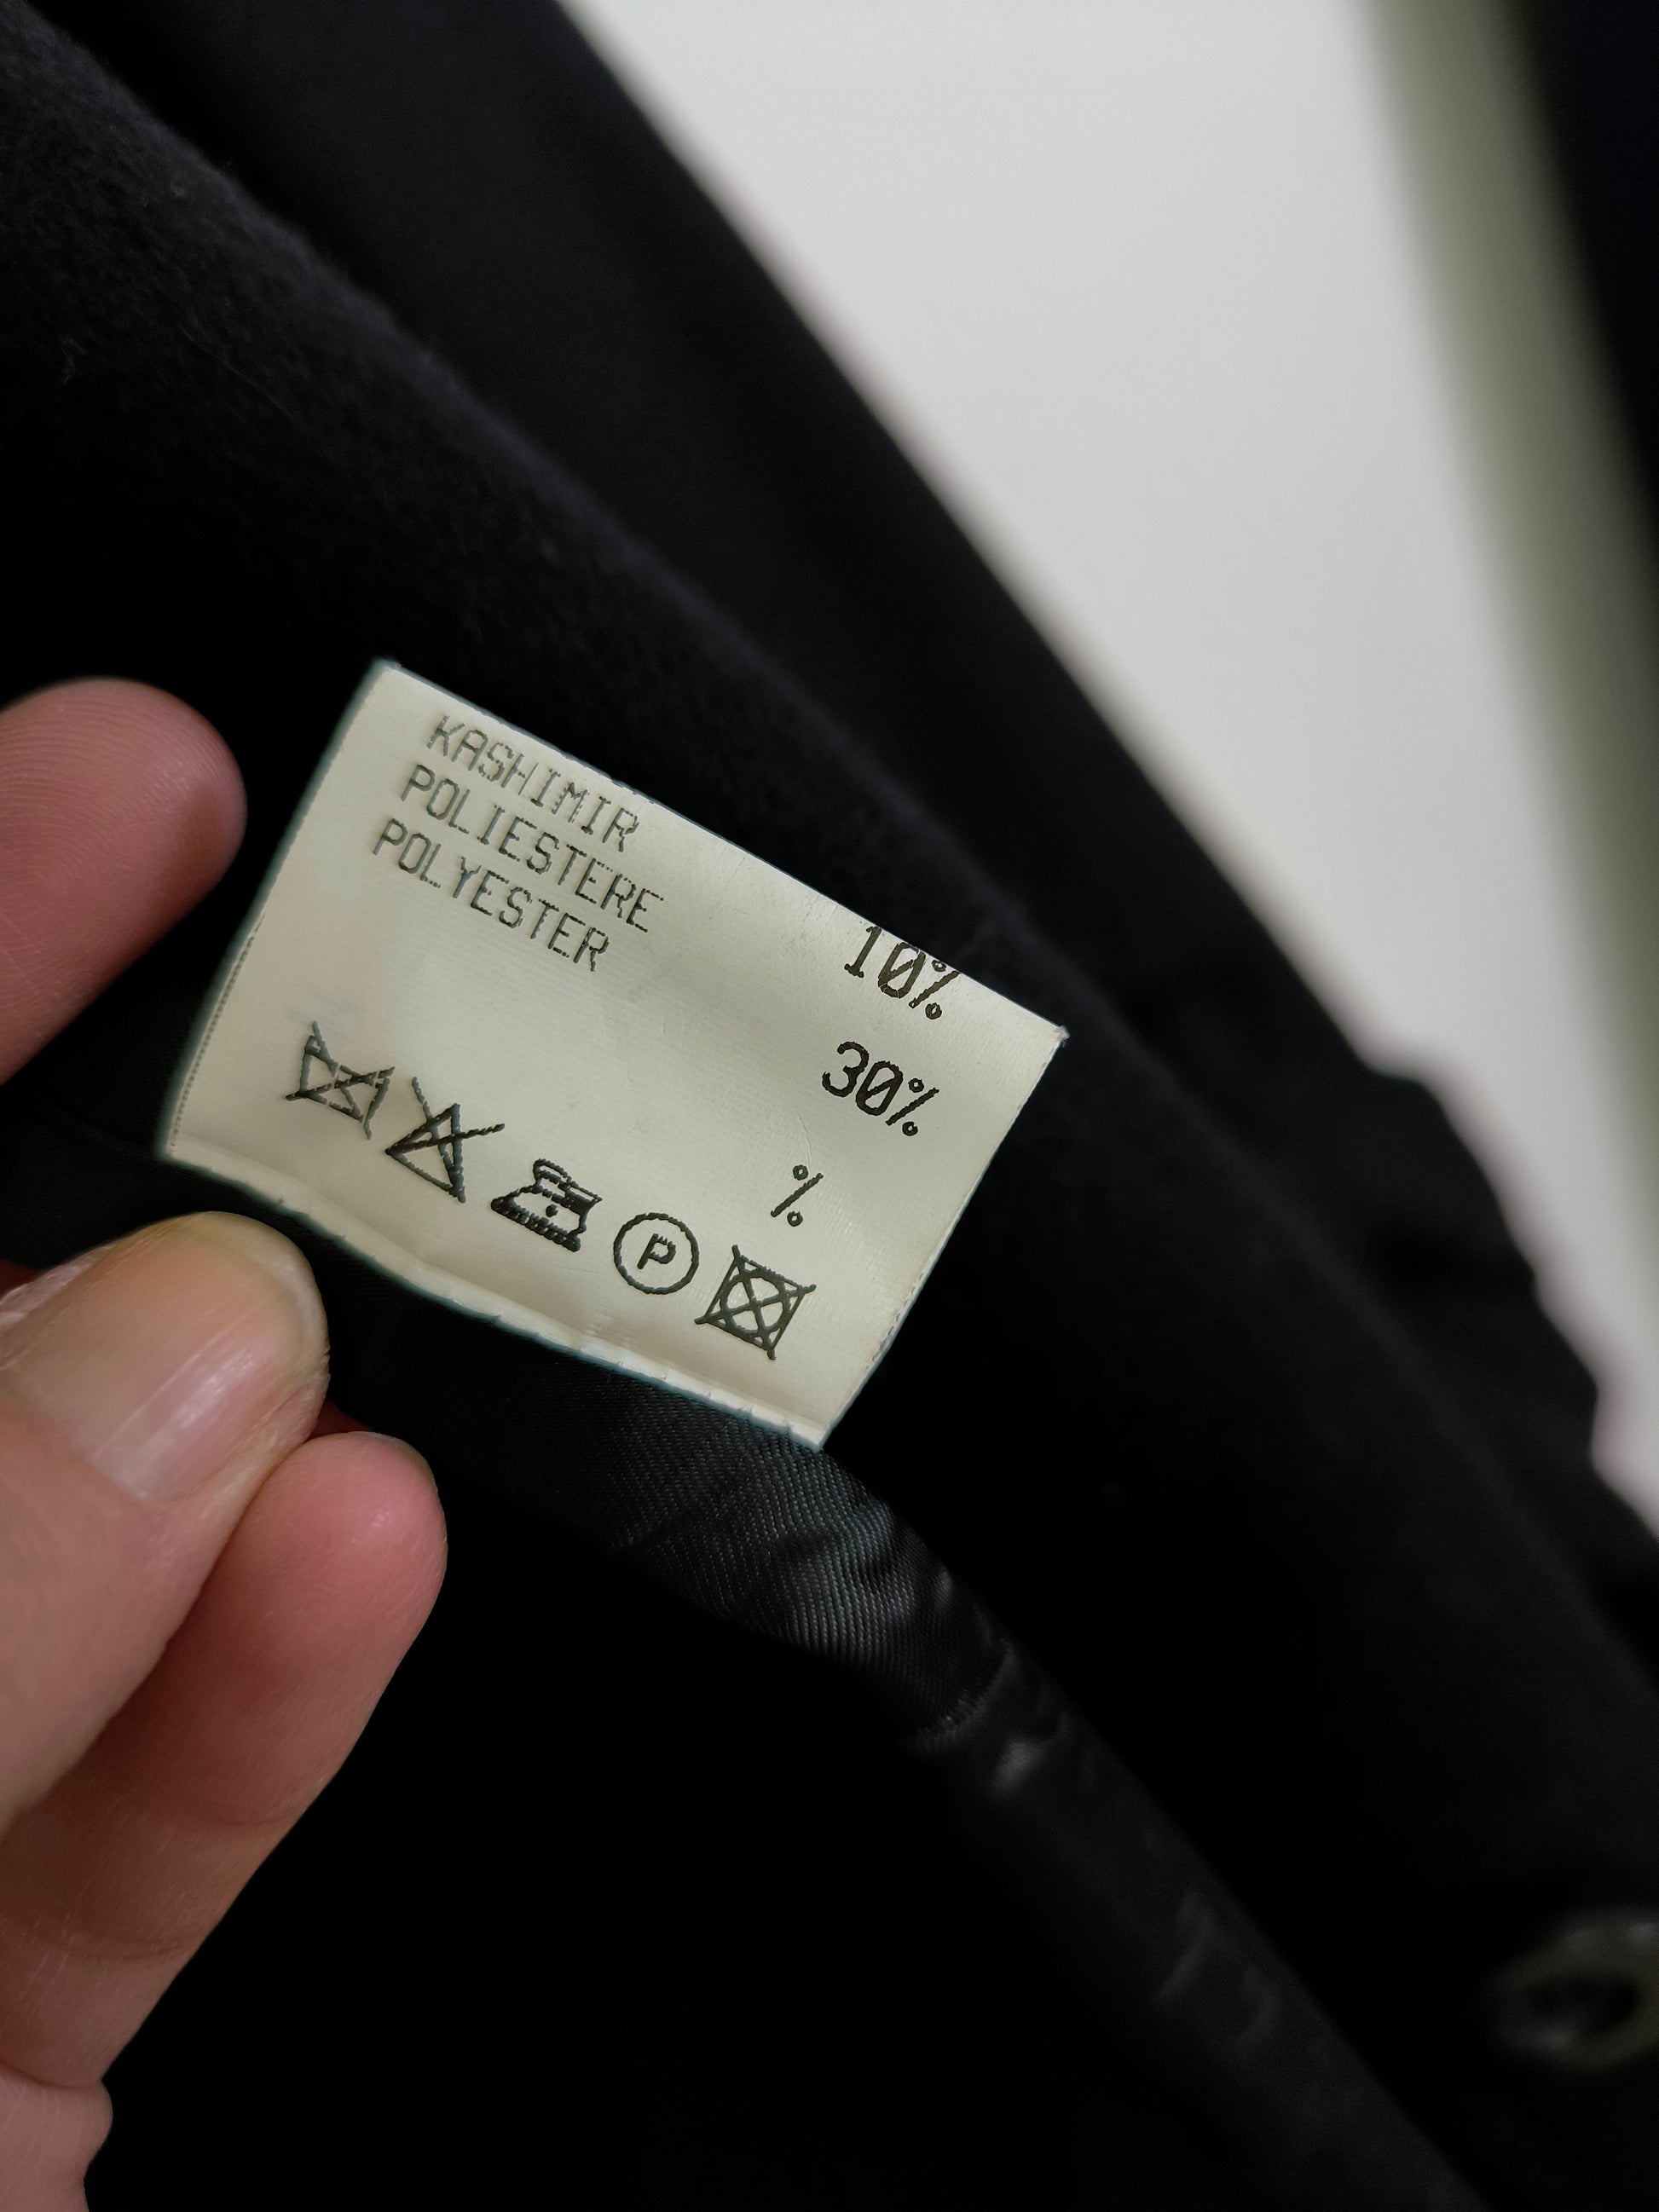 KASHIMIR 10%
POLIESTERE 30%
POLYESTER %
P